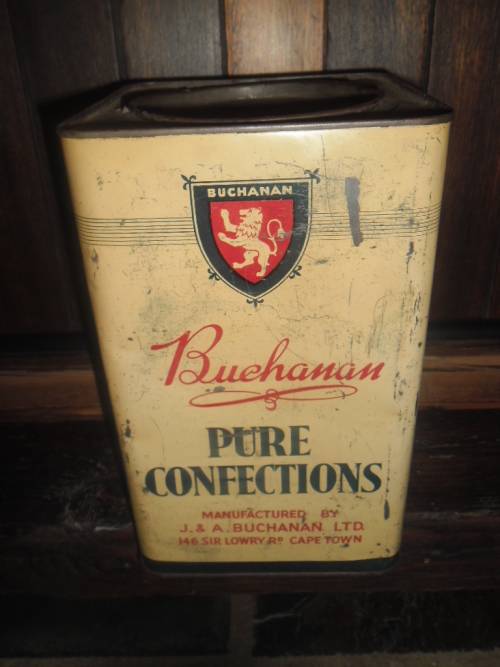 BUCHANAN
Buchanan
PURE
CONFECTIONS
MANUFACTURED BY
J. & A. BUCHANAN LTD.
146 SIR LOWRY RD CAPE TOWN